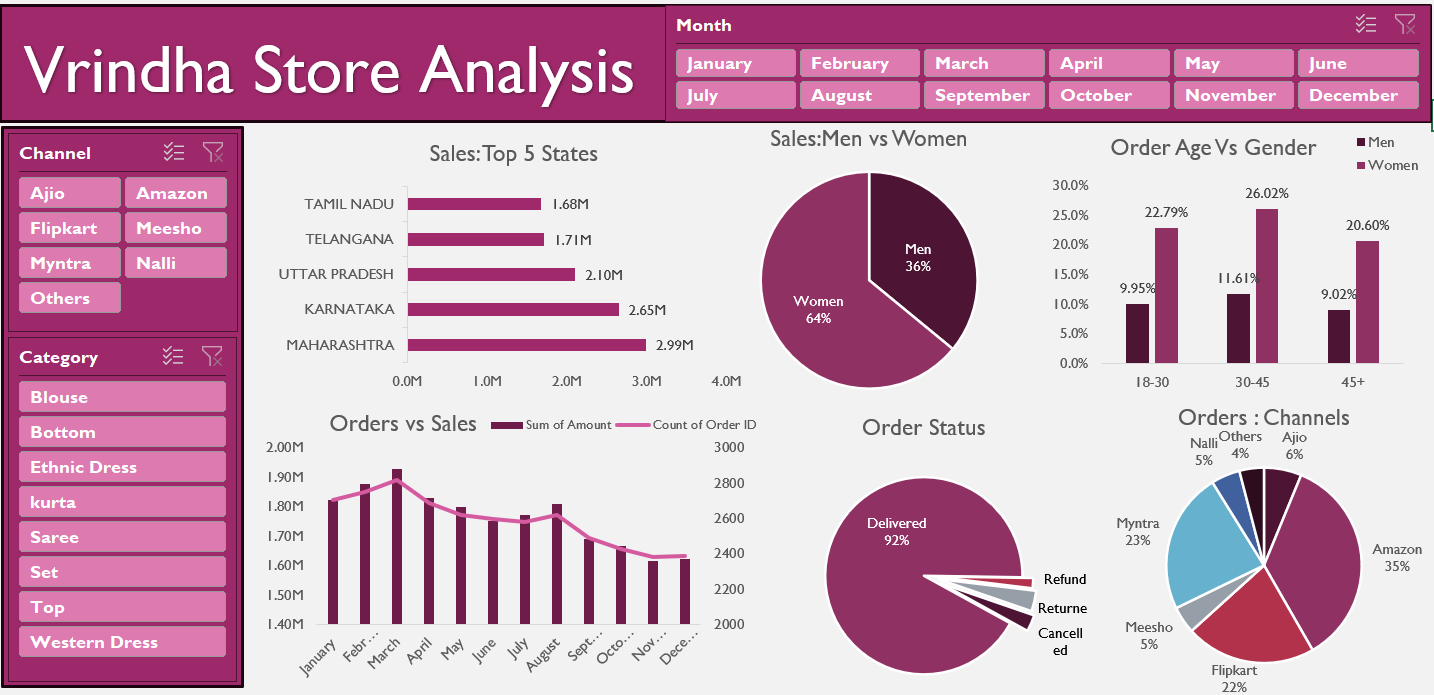 Vrindha Store Analysis
Month
January
February
March
April
May
June
July
August
September
October
November
December
Channel
Ajio
Amazon
Flipkart
Meesho
Myntra
Nalli
Others
Category
Blouse
Bottom
Ethnic Dress
kurta
Saree
Set
Top
Western Dress
Sales:Top 5 States
TAMIL NADU
1.68M
TELANGANA
1.71M
UTTAR PRADESH
2.10M
KARNATAKA
2.65M
MAHARASHTRA
2.99M
0.0M
1.0M
2.0M
3.0M
4.0M
Sales:Men vs Women
Men
36%
Women
64%
Order Age Vs Gender
Men
Women
30.0%
25.0%
20.0%
15.0%
10.0%
5.0%
0.0%
9.95%
22.79%
11.61%
26.02%
9.02%
20.60%
18-30
30-45
45+
Orders vs Sales
Sum of Amount
Count of Order ID
2.00M
1.90M
1.80M
1.70M
1.60M
1.50M
1.40M
3000
2800
2600
2400
2200
2000
January
Febr...
March
April
May
June
July
August
Sept...
Octo...
Nov...
Dece...
Order Status
Delivered
92%
Refund
Returne
Cancell
ed
Orders : Channels
Nalli
5%
Others
4%
Ajio
6%
Myntra
23%
Amazon
35%
Meesho
5%
Flipkart
22%